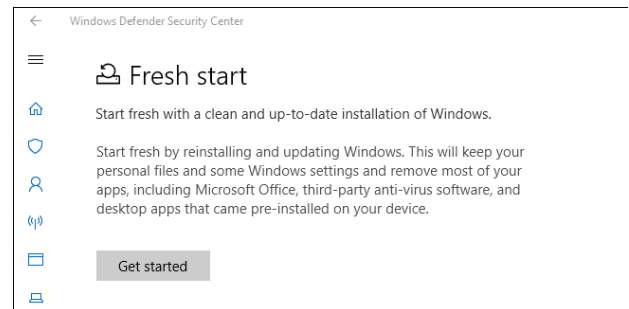 Windows Defender Security Center
Fresh start
Start fresh with a clean and up-to-date installation of Windows.
Start fresh by reinstalling and updating Windows. This will keep your
personal files and some Windows settings and remove most of your
apps, including Microsoft Office, third-party anti-virus software, and
desktop apps that came pre-installed on your device.
Get started